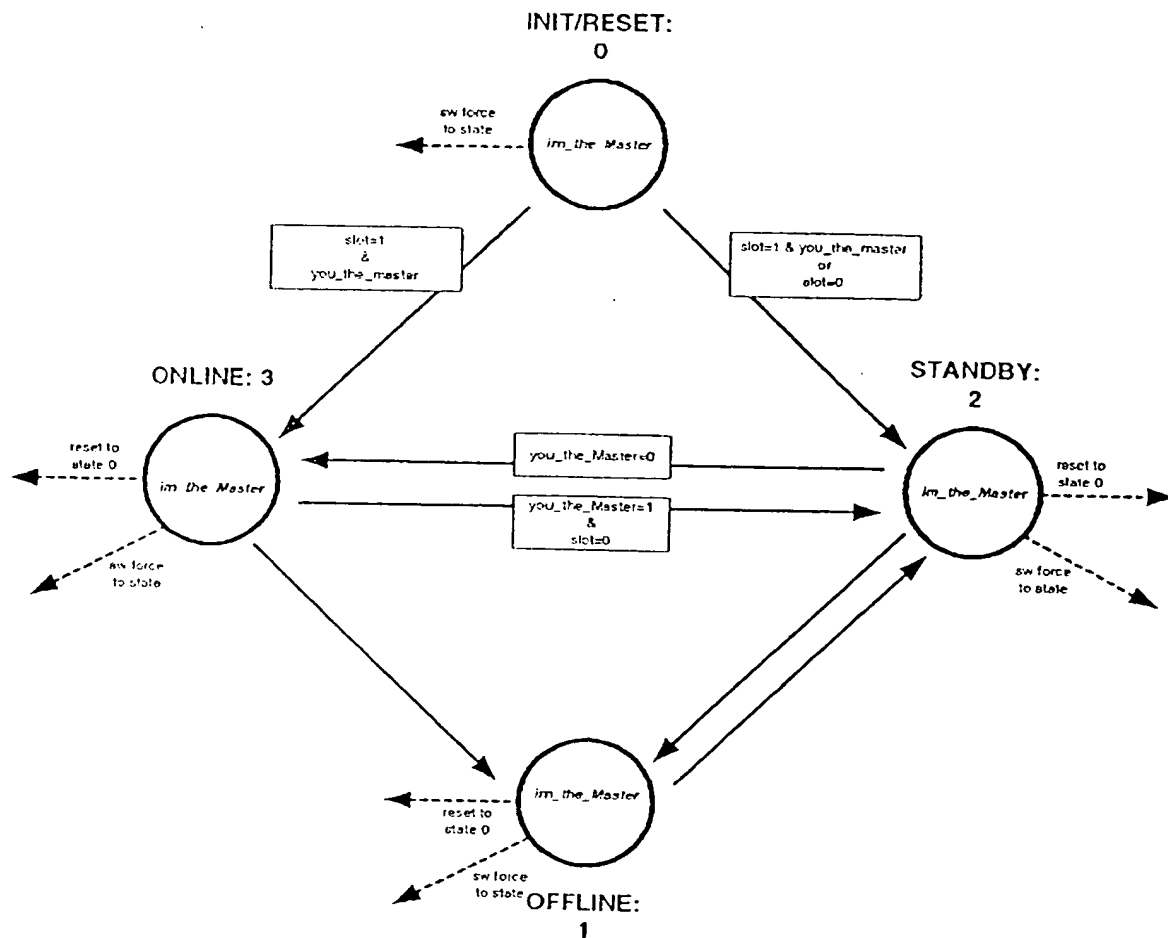 INIT/RESET:
0
sw force
to state
im_the_Master
slot=1
&
you_the_master
slot=1 & you_the_master
or
slot=0
ONLINE: 3
STANDBY:
2
reset to
state 0
im_the_Master
sw force
to state
you_the_Master=0
you_the_Master=1
&
slot=0
im_the_Master
reset to
state 0
sw force
to state
im_the_Master
reset to
state 0
sw force
to state
OFFLINE:
1